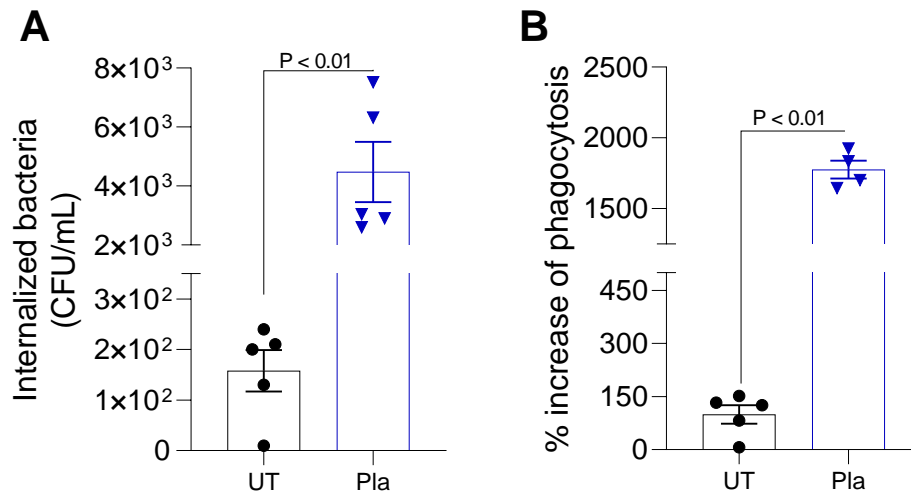 A
Internalized bacteria
(CFU/mL)
8×10³
6×10³
4×10³
2×10³
3×10²
2×10²
1×10²
0
P < 0.01
UT
Pla
B
% increase of phagocytosis
2500
2000
1500
450
300
150
0
P < 0.01
UT
Pla